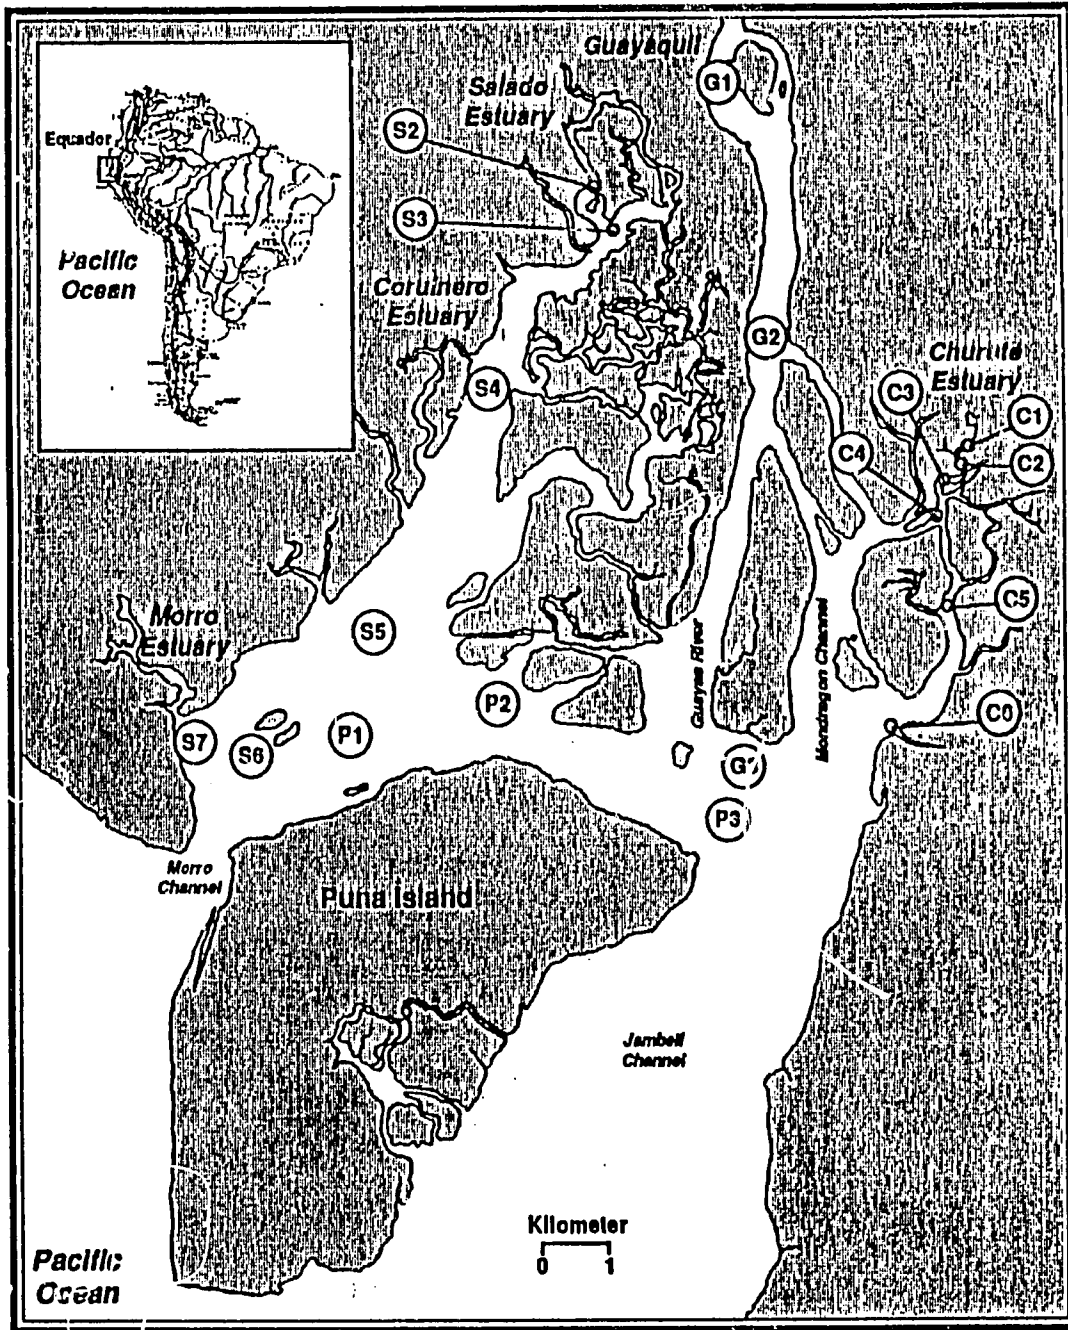 Guayaquil
G1
Salado
Estuary
S2
Equador
S3
Pacific
Ocean
Coruinero
Estuary
G2
Churute
Estuary
C3
S4
C1
C4
C2
Morro
Estuary
S5
C5
Guayas River
Mondragon Channel
P2
C6
S7
S6
P1
P3
Morro
Channel
Puna Island
Jambeli
Channel
Kilometer
0 1
Pacific
Ocean